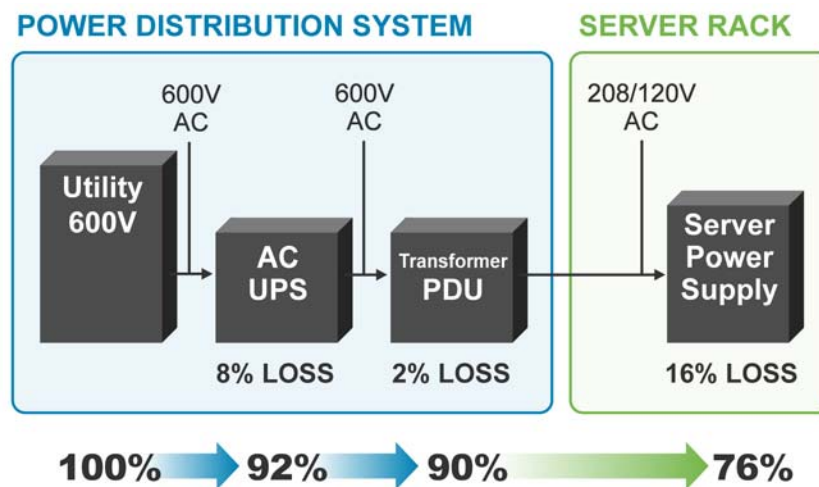 POWER DISTRIBUTION SYSTEM
SERVER RACK
600V
AC
600V
AC
208/120V
AC
Utility
600V
AC
UPS
Transformer
PDU
Server
Power
Supply
8% LOSS
2% LOSS
16% LOSS
100%
92%
90%
76%